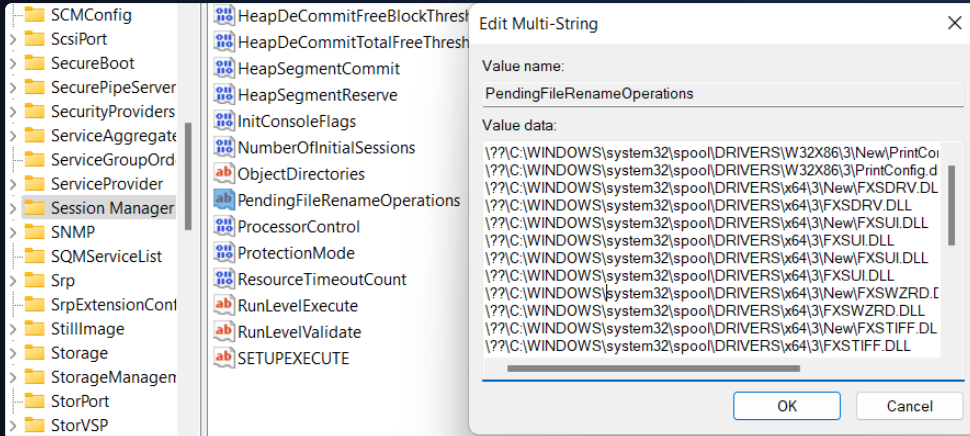 SCMConfig
ScsiPort
SecureBoot
SecurePipeServer
SecurityProviders
ServiceAggregate
ServiceGroupOrd
ServiceProvider
Session Manager
SNMP
SQMServiceList
Srp
SrpExtensionConf
StillImage
Storage
StorageManagem
StorPort
StorVSP
HeapDeCommitFreeBlockThresh
HeapDeCommitTotalFreeThresh
HeapSegmentCommit
HeapSegmentReserve
InitConsoleFlags
NumberOfInitialSessions
ObjectDirectories
PendingFileRenameOperations
ProcessorControl
ProtectionMode
ResourceTimeoutCount
RunLevelExecute
RunLevelValidate
SETUPEXECUTE
Edit Multi-String
Value name:
PendingFileRenameOperations
Value data:
\??\C:\WINDOWS\system32\spool\DRIVERS\W32X86\3\New\PrintCo
\??\C:\WINDOWS\system32\spool\DRIVERS\W32X86\3\PrintConfig.d
\??\C:\WINDOWS\system32\spool\DRIVERS\x64\3\New\FXSDRV.DL
\??\C:\WINDOWS\system32\spool\DRIVERS\x64\3\FXSDRV.DLL
\??\C:\WINDOWS\system32\spool\DRIVERS\x64\3\New\FXSUI.DLL
\??\C:\WINDOWS\system32\spool\DRIVERS\x64\3\FXSUI.DLL
\??\C:\WINDOWS\system32\spool\DRIVERS\x64\3\New\FXSUI.DLL
\??\C:\WINDOWS\system32\spool\DRIVERS\x64\3\FXSUI.DLL
\??\C:\WINDOWS\system32\spool\DRIVERS\x64\3\New\FXSWZRD.D
\??\C:\WINDOWS\system32\spool\DRIVERS\x64\3\FXSWZRD.DLL
\??\C:\WINDOWS\system32\spool\DRIVERS\x64\3\New\FXSTIFF.DL
\??\C:\WINDOWS\system32\spool\DRIVERS\x64\3\FXSTIFF.DLL
OK
Cancel